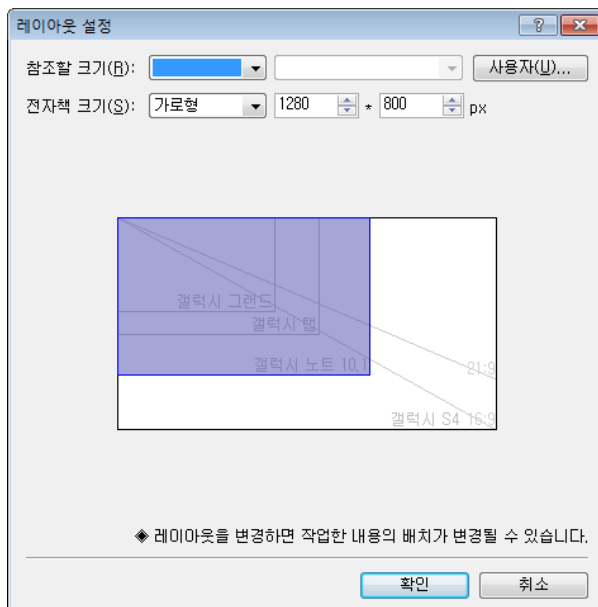 레이아웃 설정
참조할 크기(R): 사용자(U)...
전자책 크기(S): 가로형 1280 * 800 px
갤럭시 그랜드
갤럭시 탭
갤럭시 노트 10.1
21:9
갤럭시 S4 16:9
◈ 레이아웃을 변경하면 작업한 내용의 배치가 변경될 수 있습니다.
확인 취소